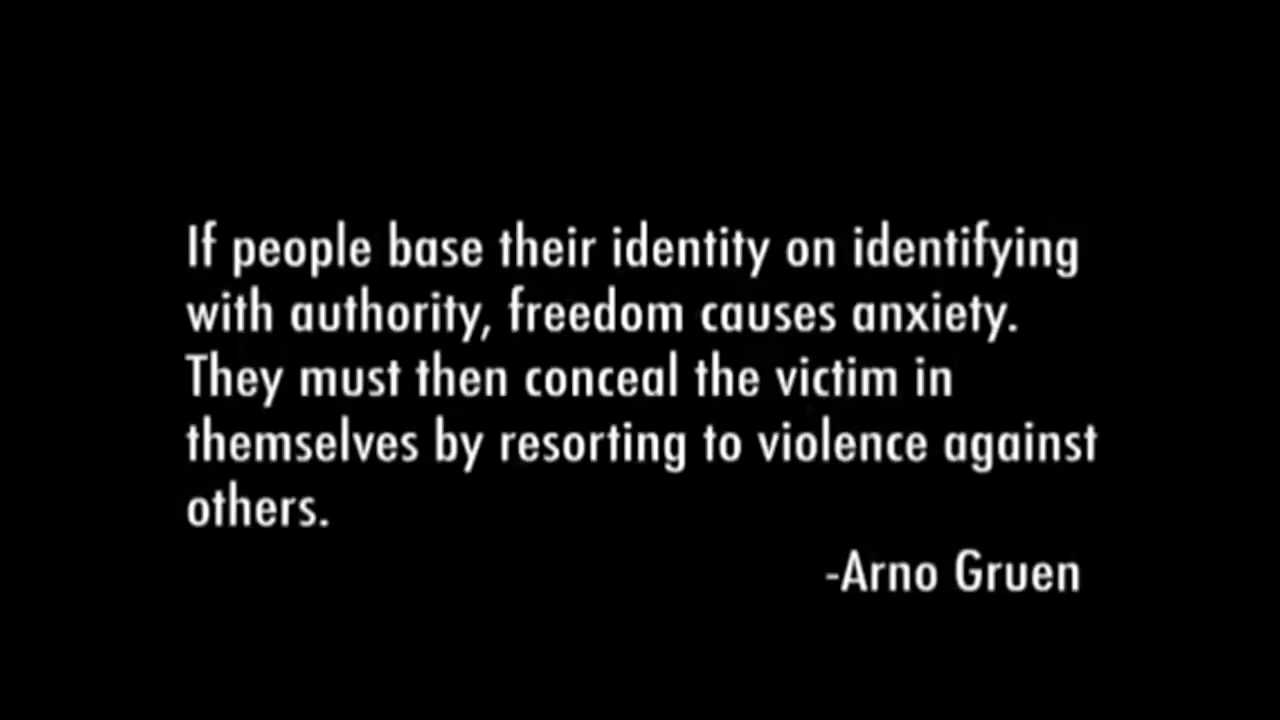 If people base their identity on identifying
with authority, freedom causes anxiety.
They must then conceal the victim in
themselves by resorting to violence against
others.
-Arno Gruen